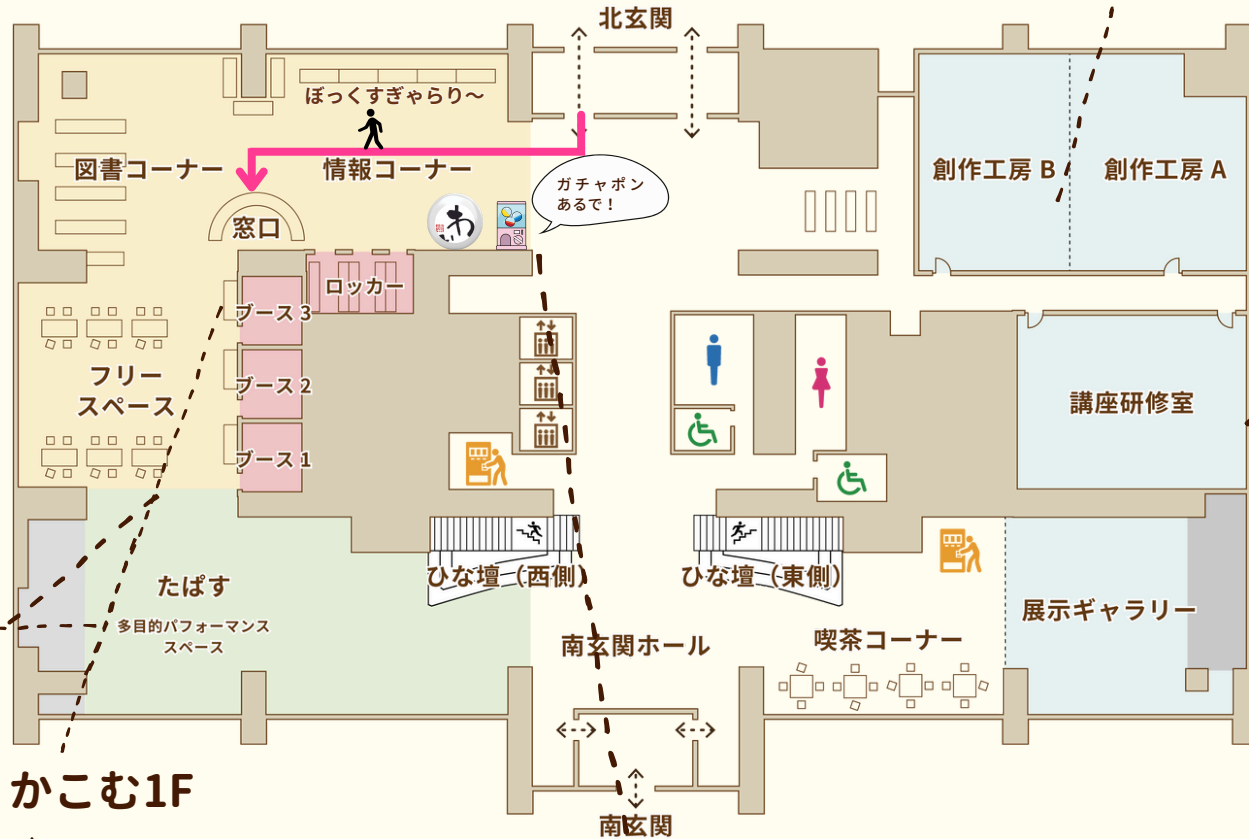 北玄関
ぼっくすぎゃらり～
図書コーナー
情報コーナー
創作工房 B
創作工房 A
ガチャポン
あるで！
窓口
ロッカー
ブース 3
ブース 2
ブース 1
フリー
スペース
講座研修室
たぱす
多目的パフォーマンス
スペース
ひな壇（西側）
ひな壇（東側）
南玄関ホール
喫茶コーナー
展示ギャラリー
かこむ1F
南玄関